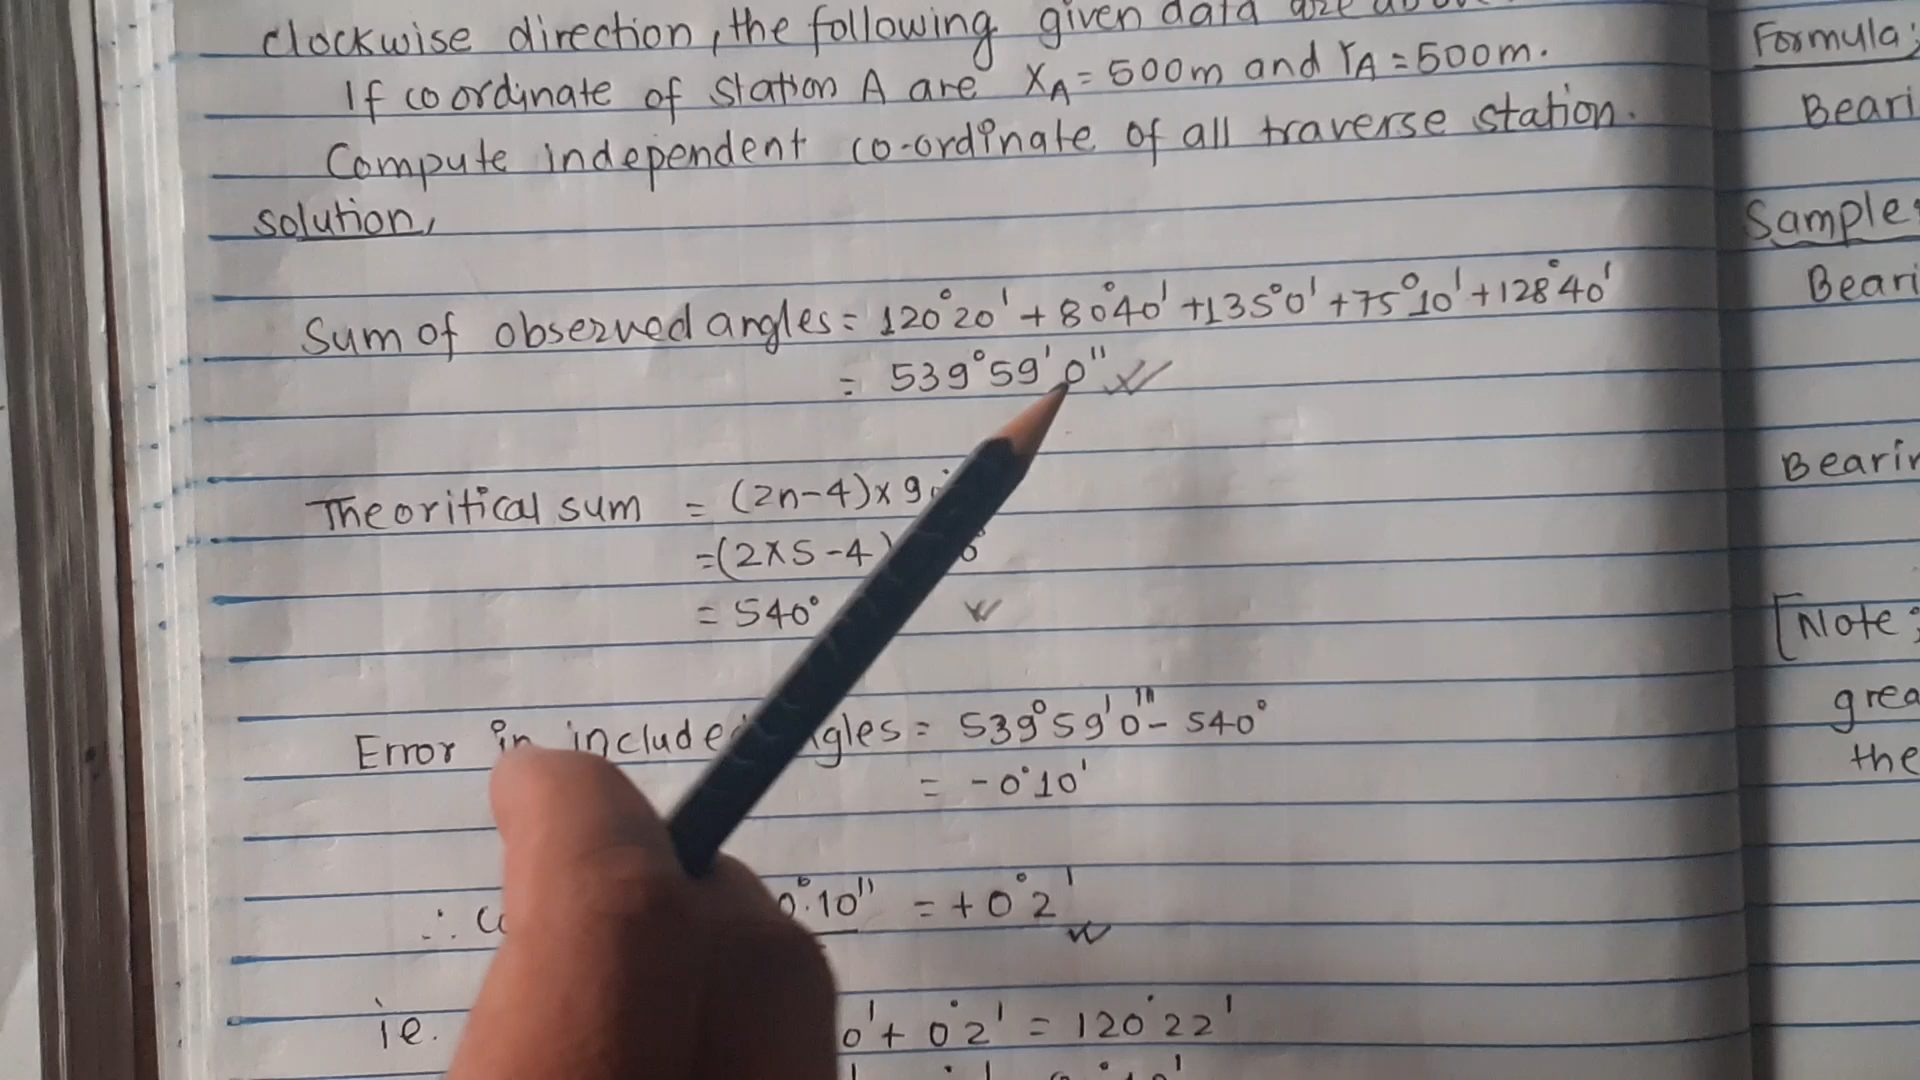 clockwise direction, the following given data are
If coordinate of station A are XA = 500m and YA = 500m.
Compute independent co-ordinate of all traverse station.
solution,
Sum of observed angles = 120°20' + 80°40' + 135°0' + 75°10' + 128°40'
= 539°59'0"
Theoritical sum = (2n-4)x 9
=(2x5-4)
= 540°
Error in include gles = 539°59'0"- 540°
= -0°10'
∴ Co 0°10" = +0°2'
ie. 0'+ 0°2' = 120°22'
Formula:
Beari
Sample:
Beari
Bearin
[Note:
grea
the